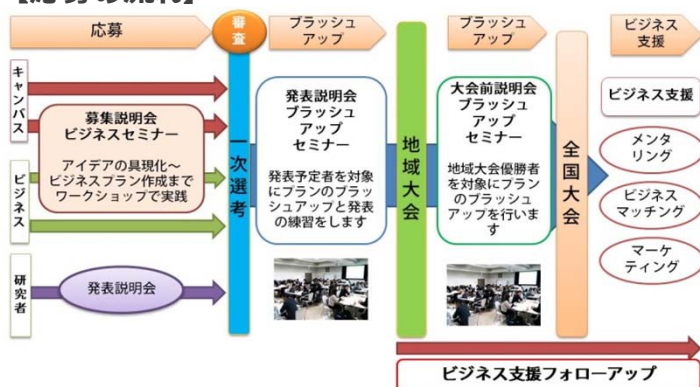 応募
審
査
ブラッシュ
アップ
ブラッシュ
アップ
ビジネス
支援
キャンパス
ビジネス
研究者
募集説明会
ビジネスセミナー
アイデアの具現化～
ビジネスプラン作成まで
ワークショップで実践
発表説明会
一次選考
発表説明会
ブラッシュ
アップ
セミナー
発表予定者を対象
にプランのブラッ
シュアップと発表
の練習をします
地域大会
大会前説明会
ブラッシュ
アップ
セミナー
地域大会優勝者
を対象にプラン
のブラッシュ
アップを行いま
す
全国大会
ビジネス支援
メンタ
リング
ビジネス
マッチング
マーケ
ティング
ビジネス支援フォローアップ